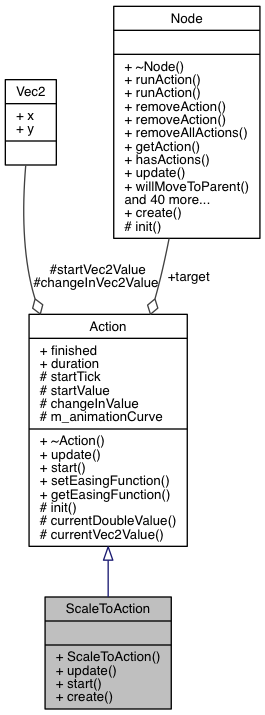 Node
+ ~Node()
+ runAction()
+ runAction()
+ removeAction()
+ removeAction()
+ removeAllActions()
+ getAction()
+ hasActions()
+ update()
+ willMoveToParent()
and 40 more...
+ create()
# init()
Vec2
+ x
+ y
#startVec2Value
#changeInVec2Value
+target
Action
+ finished
+ duration
# startTick
# startValue
# changeInValue
# m_animationCurve
+ ~Action()
+ update()
+ start()
+ setEasingFunction()
+ getEasingFunction()
# init()
# currentDoubleValue()
# currentVec2Value()
ScaleToAction
+ ScaleToAction()
+ update()
+ start()
+ create()